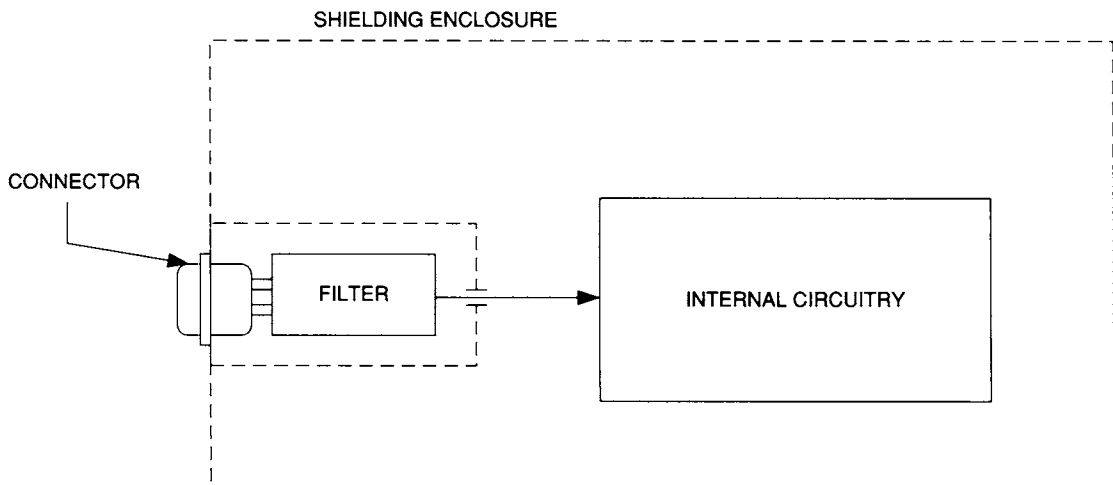 SHIELDING ENCLOSURE
CONNECTOR
FILTER
INTERNAL CIRCUITRY